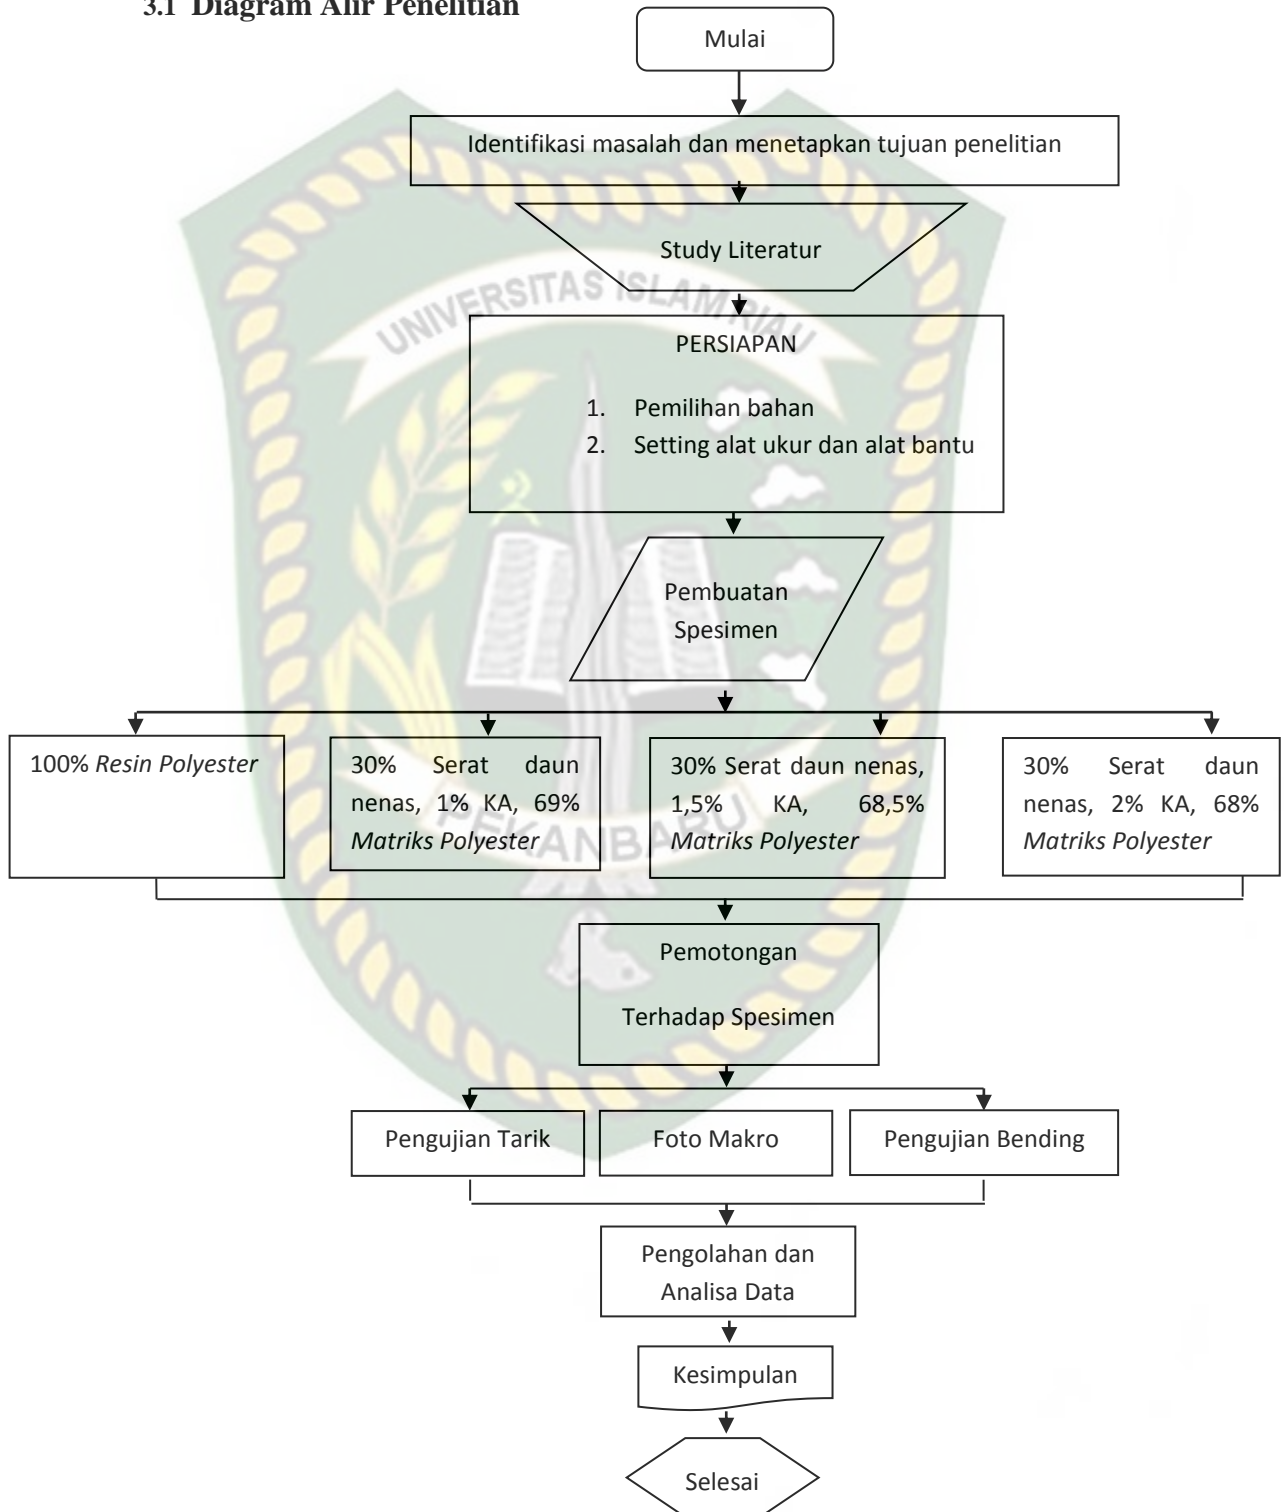 3.1 Diagram Alir Penelitian
Mulai
Identifikasi masalah dan menetapkan tujuan penelitian
Study Literatur
UNIVERSITAS ISLAM RIAU
PERSIAPAN
1. Pemilihan bahan
2. Setting alat ukur dan alat bantu
Pembuatan
Spesimen
100% Resin Polyester
30% Serat daun
nenas, 1% KA, 69%
Matriks Polyester
30% Serat daun nenas,
1,5% KA, 68,5%
Matriks Polyester
30% Serat daun
nenas, 2% KA, 68%
Matriks Polyester
PEKANBARU
Pemotongan
Terhadap Spesimen
Pengujian Tarik
Foto Makro
Pengujian Bending
Pengolahan dan
Analisa Data
Kesimpulan
Selesai